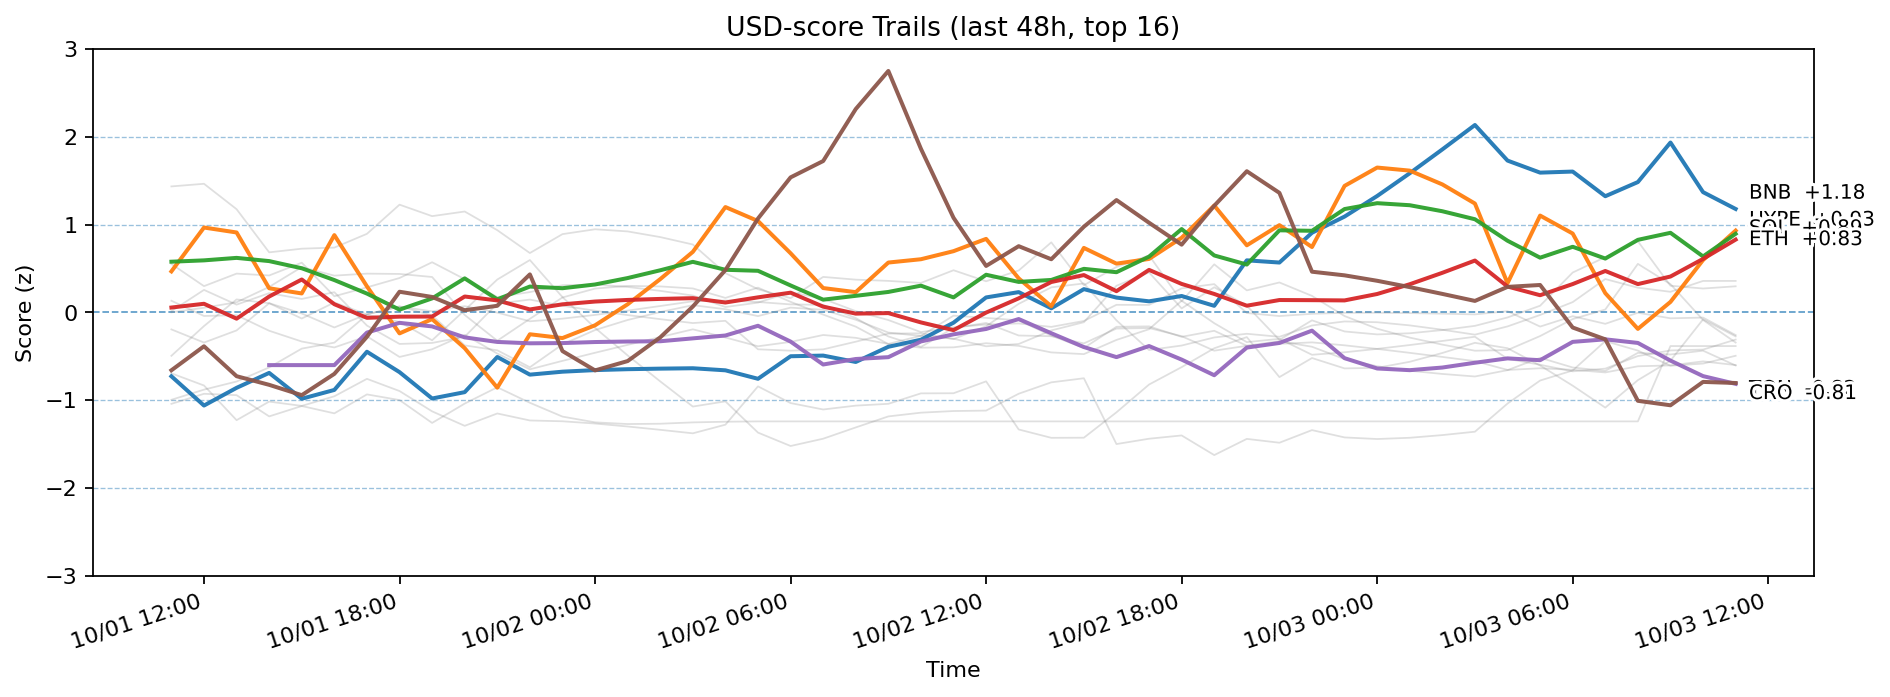 USD-score Trails (last 48h, top 16)
Score (z)
3
2
1
0
−1
−2
−3
BNB +1.18
ETH +0.83
CRO -0.81
10/01 12:00
10/01 18:00
10/02 00:00
10/02 06:00
10/02 12:00
10/02 18:00
10/03 00:00
10/03 06:00
10/03 12:00
Time